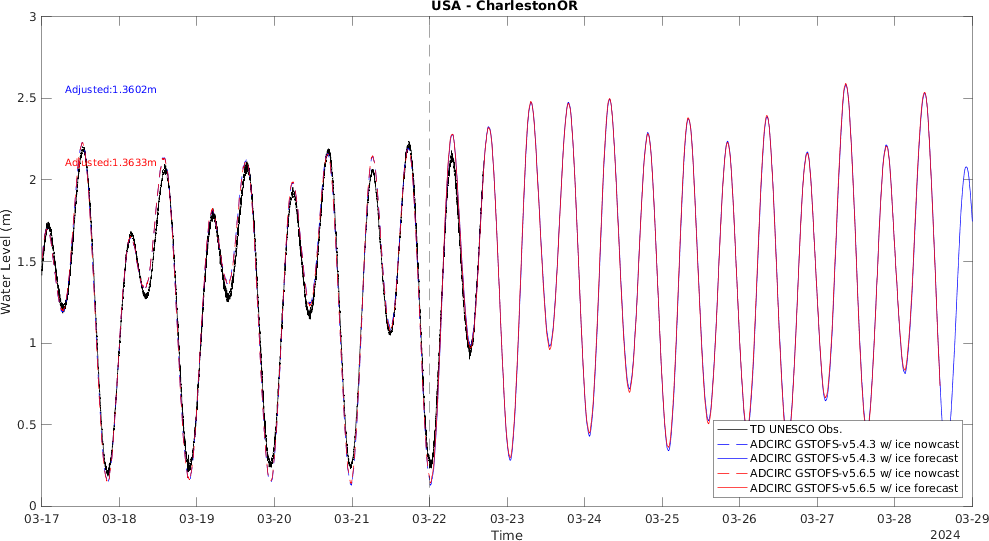 USA - CharlestonOR
3
2.5
2
1.5
1
0.5
0
Water Level (m)
Adjusted:1.3602m
Adjusted:1.3633m
TD UNESCO Obs.
ADCIRC GSTOFS-v5.4.3 w/ ice nowcast
ADCIRC GSTOFS-v5.4.3 w/ ice forecast
ADCIRC GSTOFS-v5.6.5 w/ ice nowcast
ADCIRC GSTOFS-v5.6.5 w/ ice forecast
03-17 03-18 03-19 03-20 03-21 03-22 03-23 03-24 03-25 03-26 03-27 03-28 03-29
Time
2024